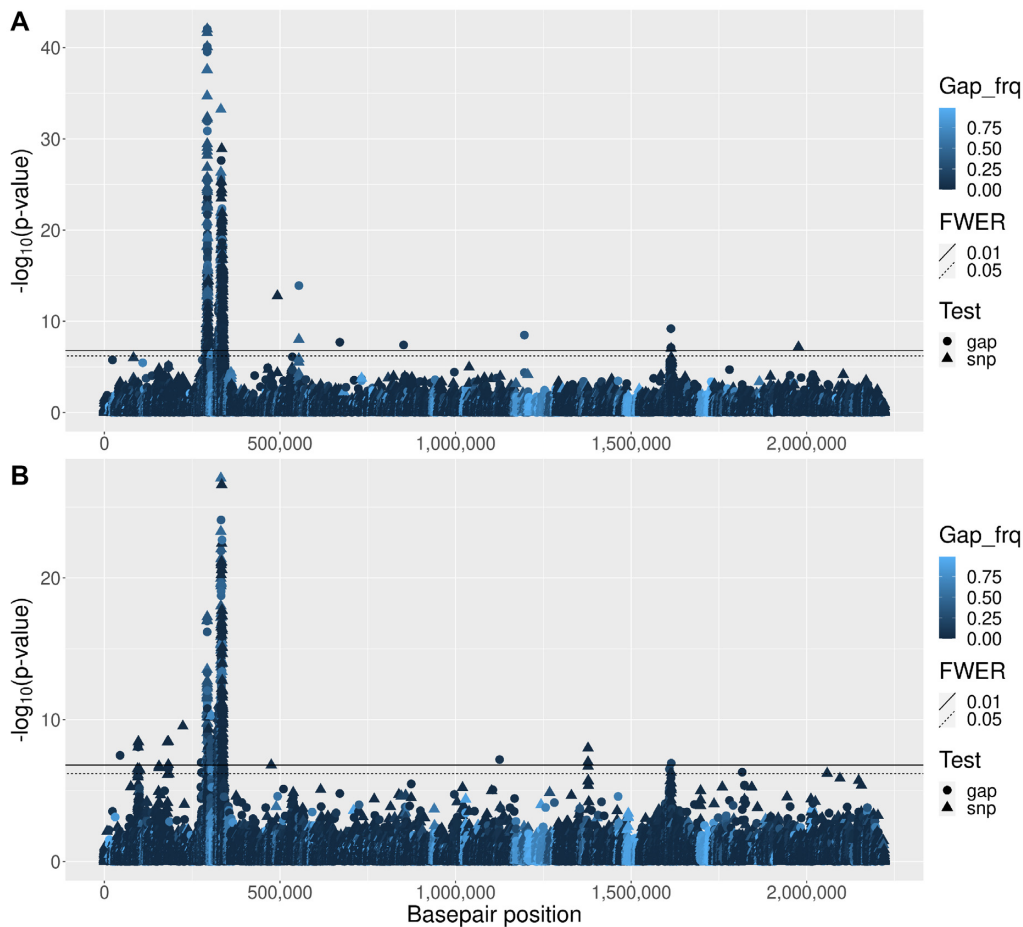 A
-log10(p-value)
40
30
20
10
0
0 500,000 1,000,000 1,500,000 2,000,000
Gap_frq
0.75
0.50
0.25
0.00
FWER
0.01
0.05
Test
gap
snp
B
-log10(p-value)
20
10
0
0 500,000 1,000,000 1,500,000 2,000,000
Basepair position
Gap_frq
0.75
0.50
0.25
0.00
FWER
0.01
0.05
Test
gap
snp